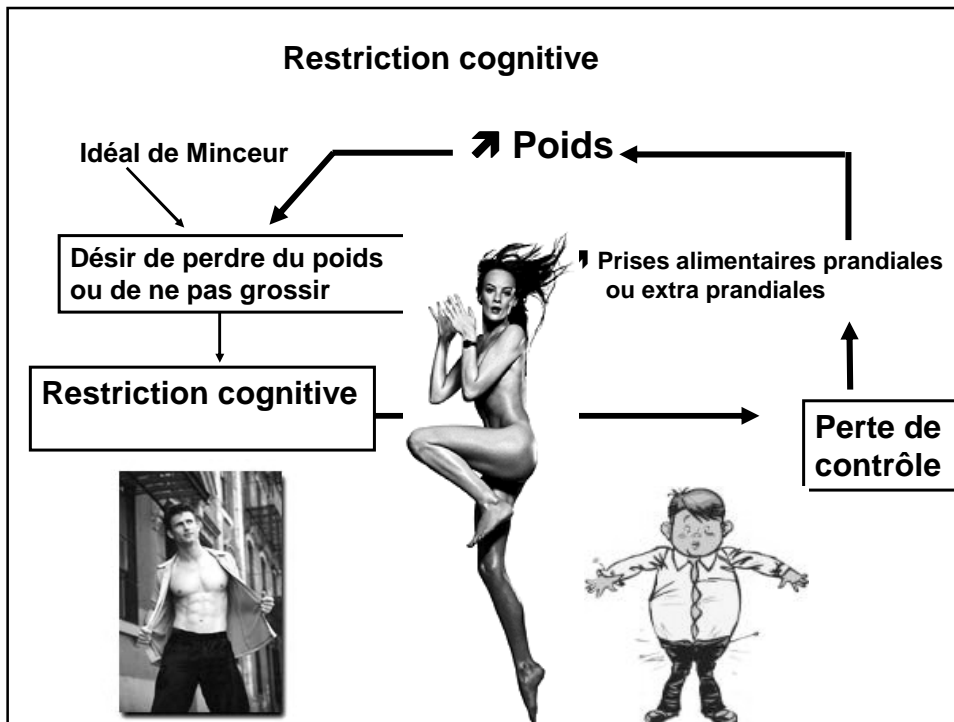 Restriction cognitive
Idéal de Minceur
↗ Poids
Désir de perdre du poids
ou de ne pas grossir
Prises alimentaires prandiales
ou extra prandiales
Restriction cognitive
Perte de
contrôle